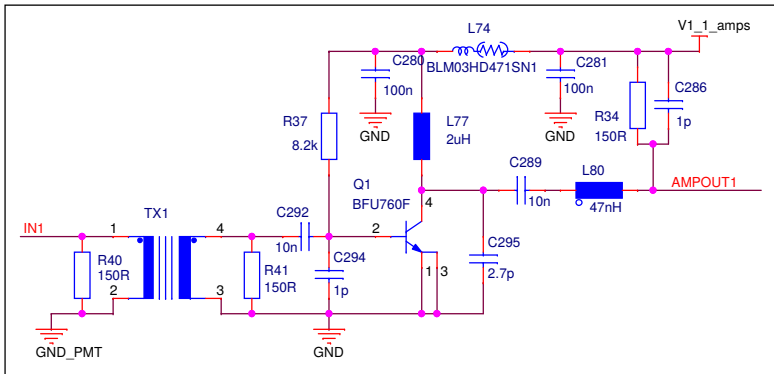 L74
V1_1_amps
C280
BLM03HD471SN1
C281
C286
100n
100n
R34
1p
R37
L77
150R
GND
GND
8.2k
2uH
C289
L80
Q1
AMPOUT1
BFU760F
10n
4
47nH
IN1
1
TX1
4
C292
2
10n
C295
R40
R41
C294
150R
150R
1
3
2.7p
2
3
1p
GND_PMT
GND